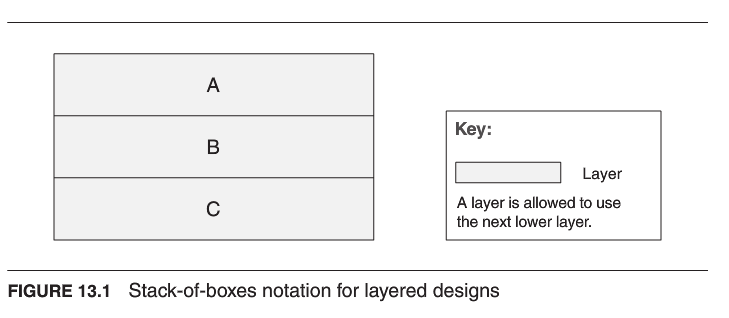 A
B
C
Key:
Layer
A layer is allowed to use
the next lower layer.
FIGURE 13.1 Stack-of-boxes notation for layered designs